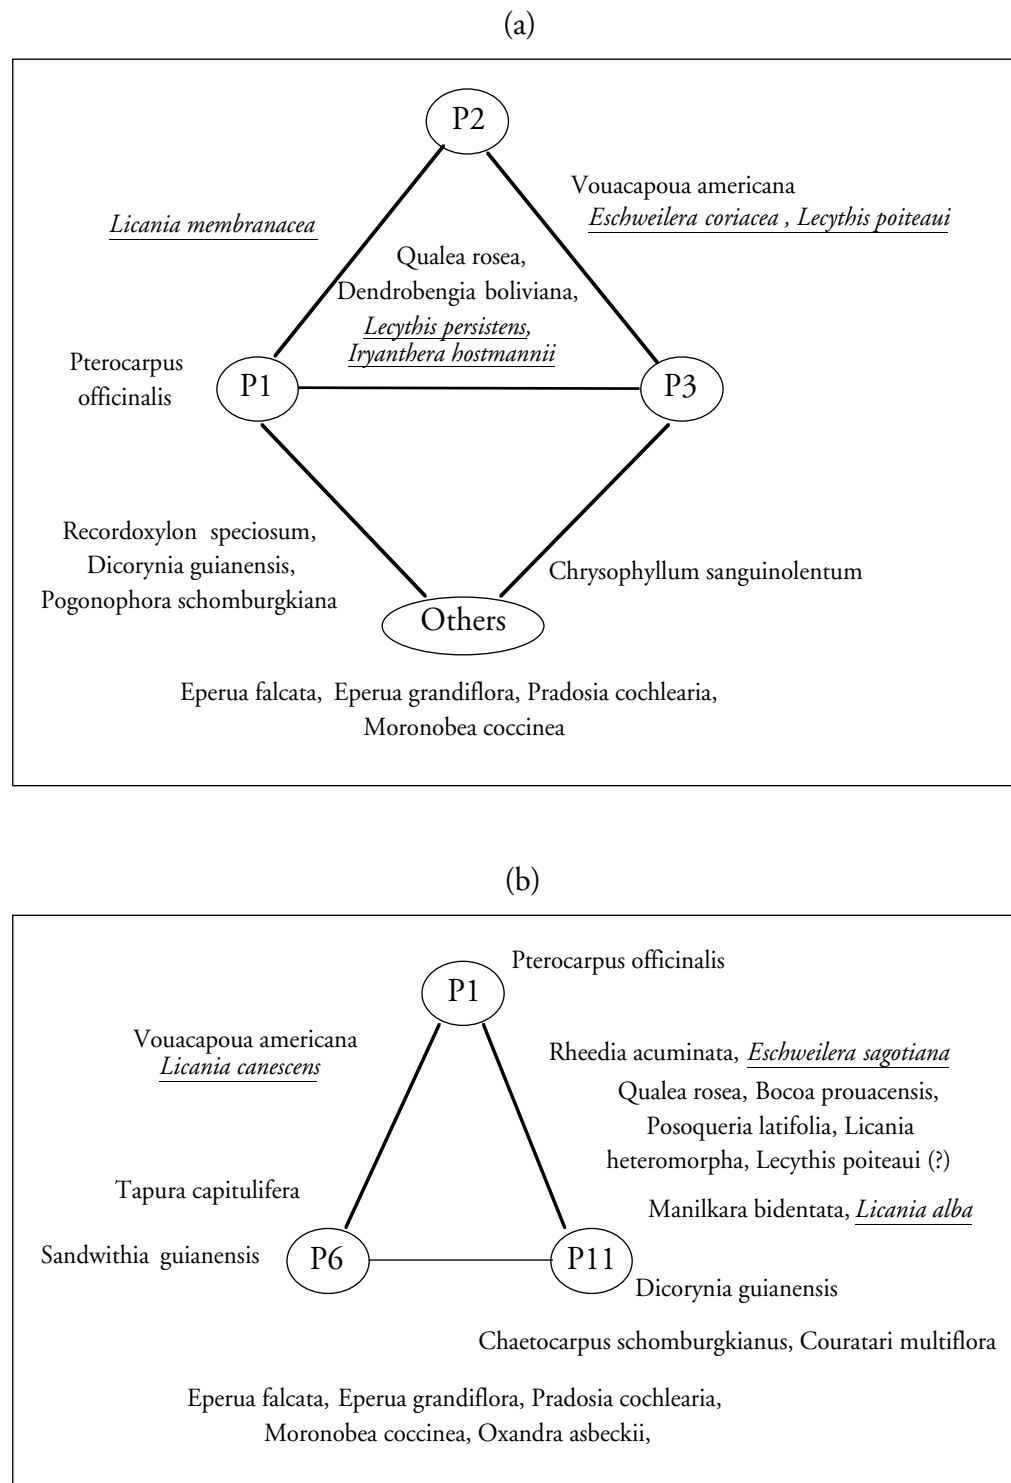 (a)
P2
Vouacapoua americana
Eschweilera coriacea , Lecythis poiteaui
Licania membranacea
Qualea rosea,
Dendrobengia boliviana,
Lecythis persistens,
Iryanthera hostmannii
Pterocarpus
officinalis
P1
P3
Recordoxylon speciosum,
Dicorynia guianensis,
Pogonophora schomburgkiana
Chrysophyllum sanguinolentum
Others
Eperua falcata, Eperua grandiflora, Pradosia cochlearia,
Moronobea coccinea
(b)
Pterocarpus officinalis
P1
Vouacapoua americana
Licania canescens
Rheedia acuminata, Eschweilera sagotiana
Qualea rosea, Bocoa prouacensis,
Posoqueria latifolia, Licania
heteromorpha, Lecythis poiteaui (?)
Tapura capitulifera
Manilkara bidentata, Licania alba
Sandwithia guianensis
P6
P11
Dicorynia guianensis
Chaetocarpus schomburgkianus, Couratari multiflora
Eperua falcata, Eperua grandiflora, Pradosia cochlearia,
Moronobea coccinea, Oxandra asbeckii,